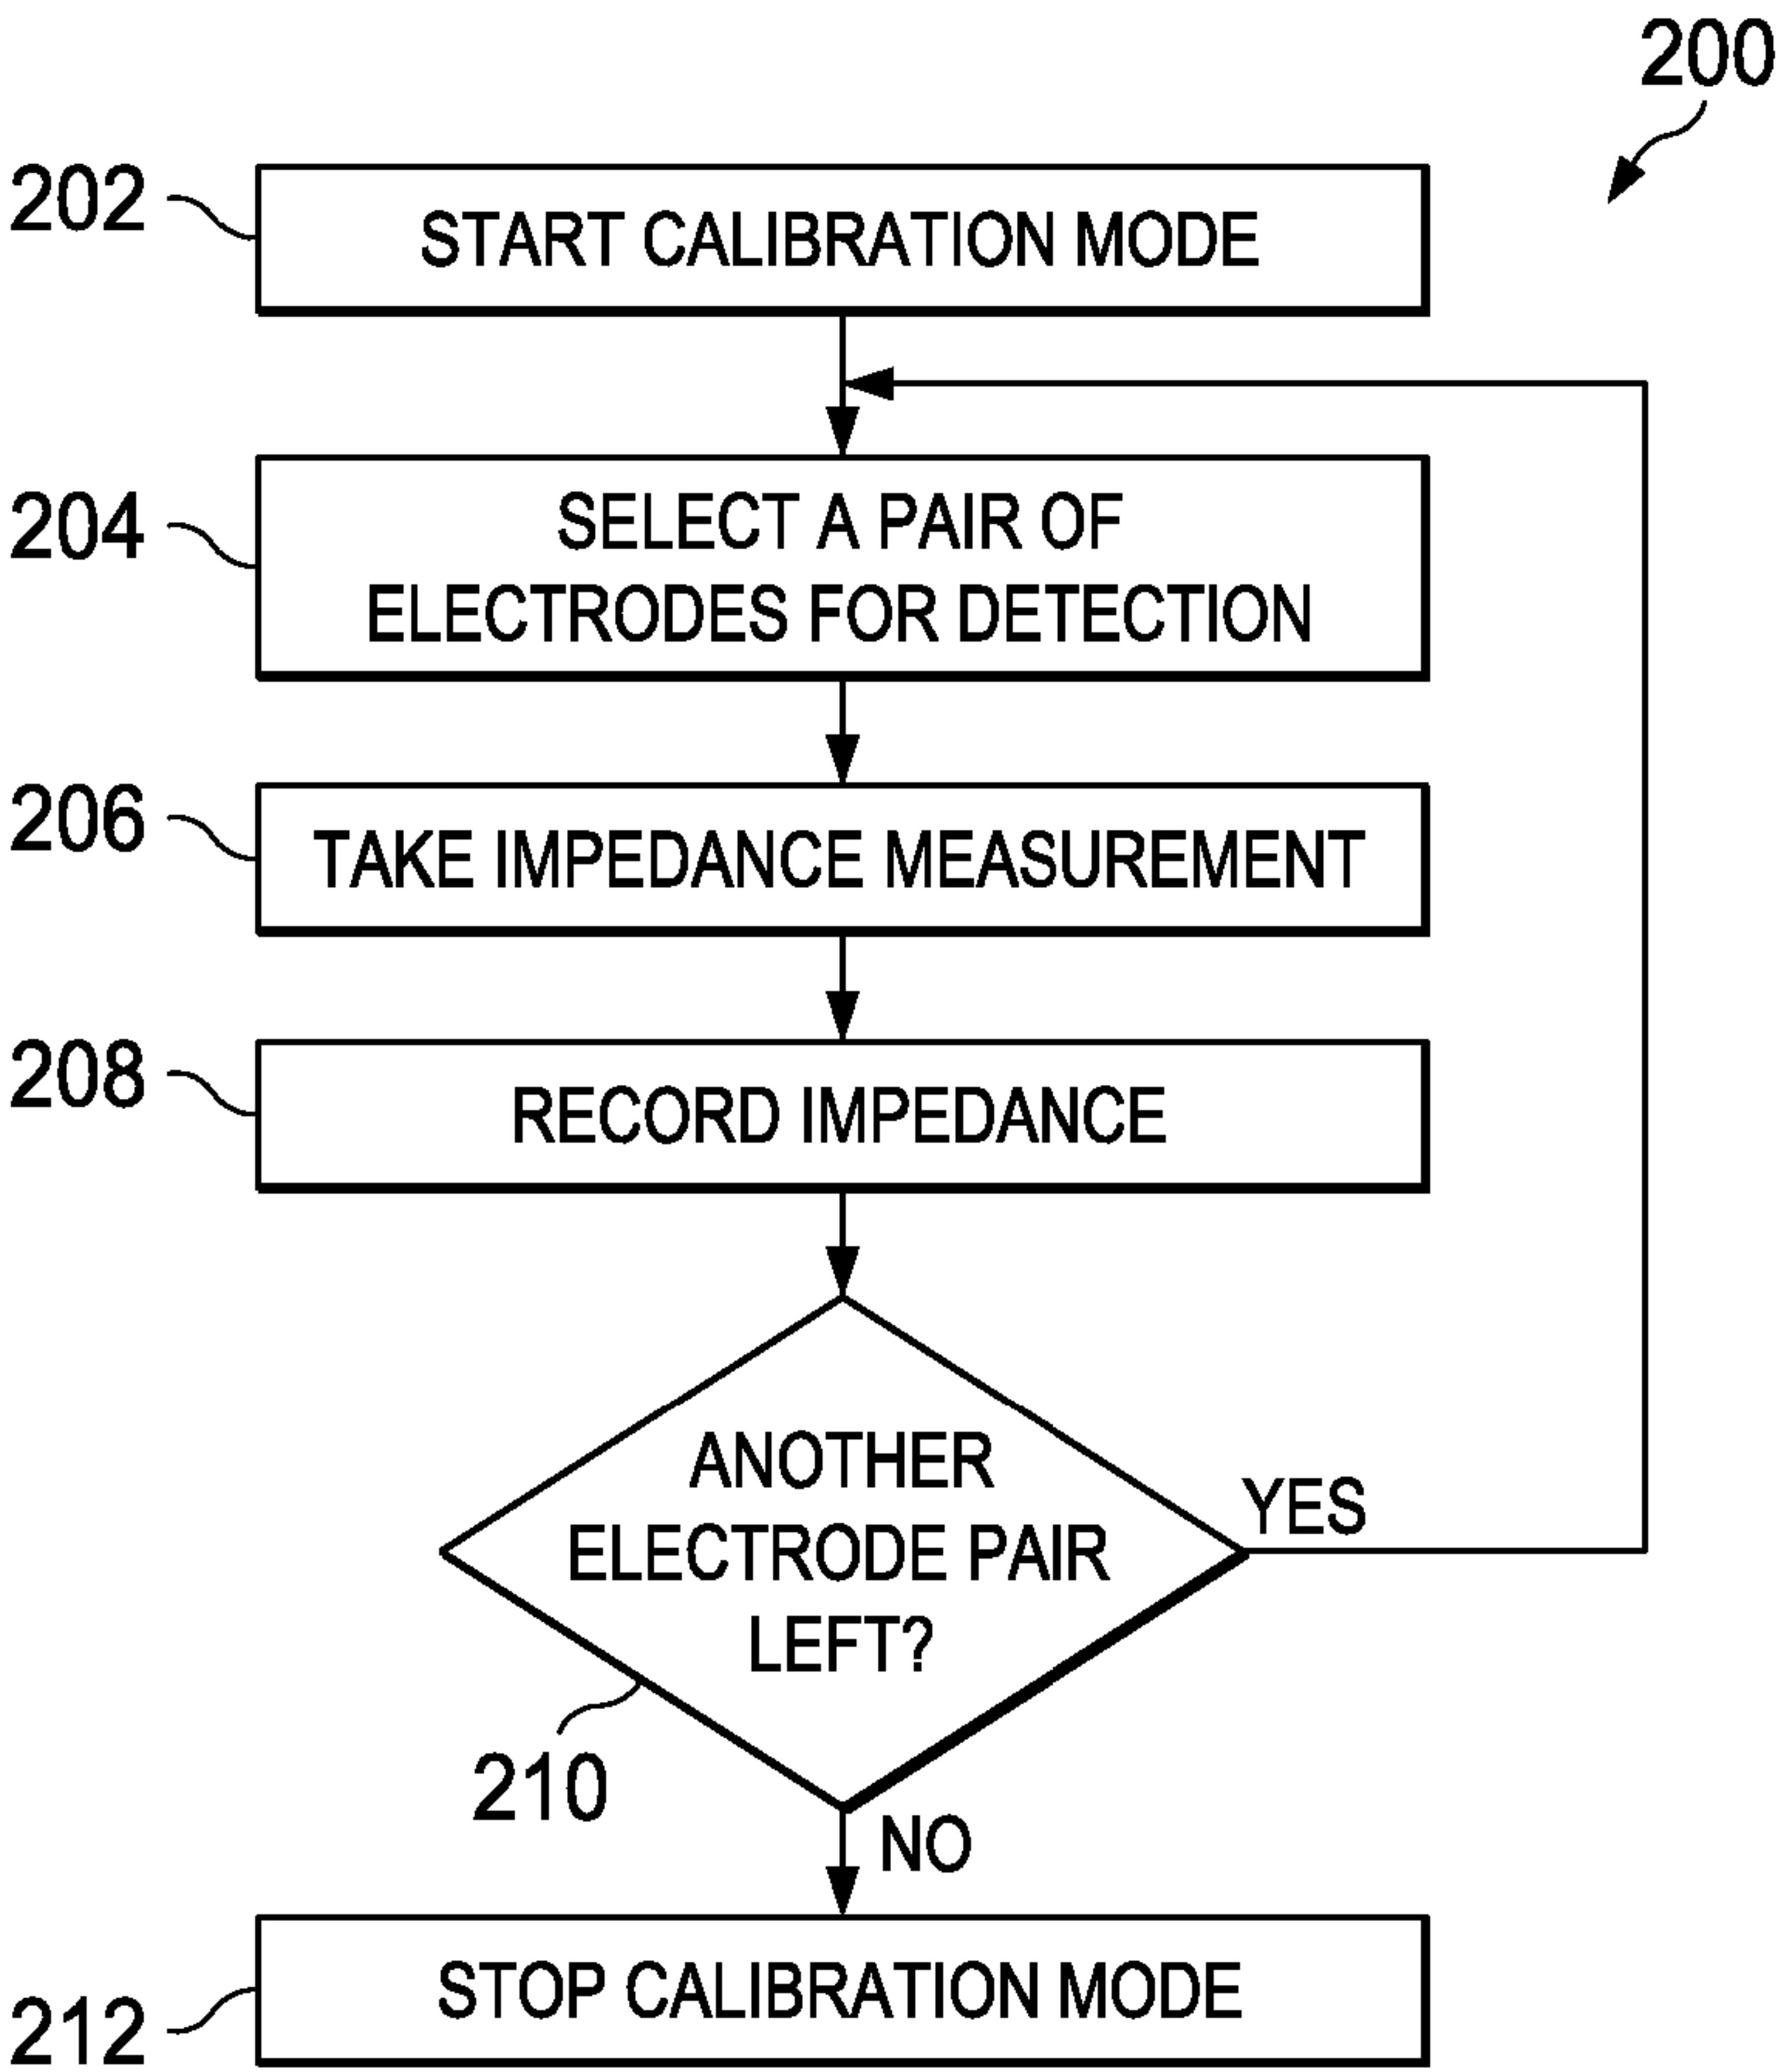 200
202
START CALIBRATION MODE
204
SELECT A PAIR OF
ELECTRODES FOR DETECTION
206
TAKE IMPEDANCE MEASUREMENT
208
RECORD IMPEDANCE
ANOTHER
ELECTRODE PAIR
LEFT?
YES
210
NO
STOP CALIBRATION MODE
212